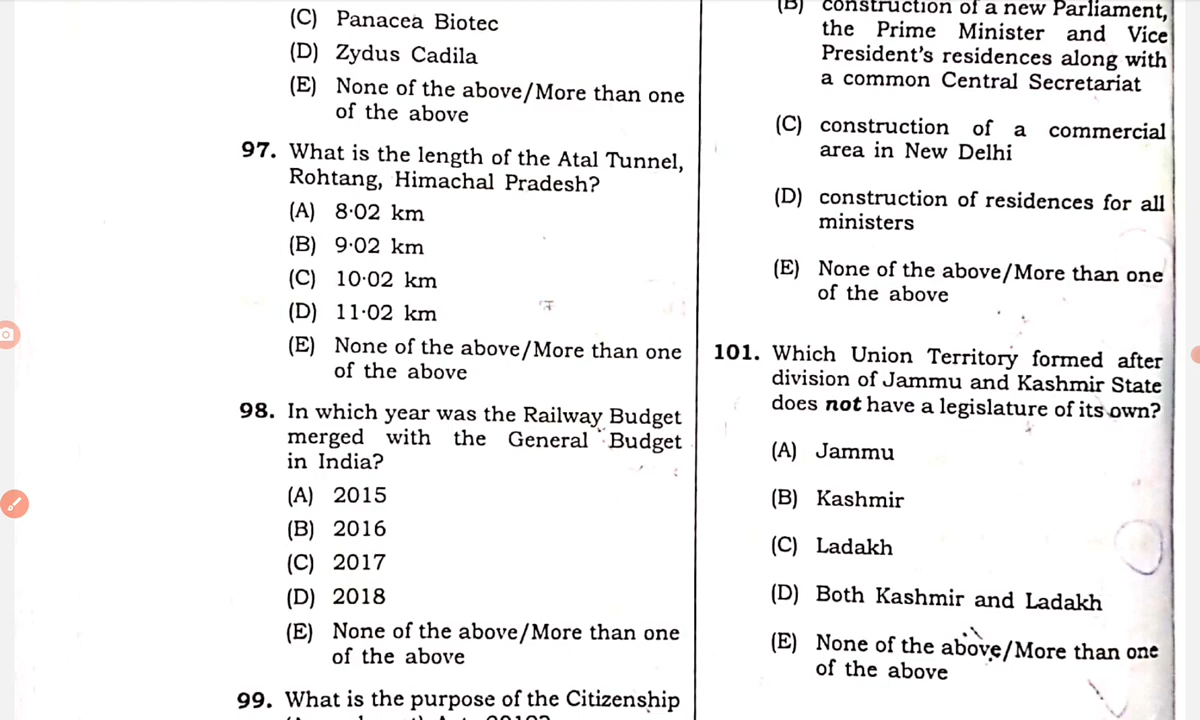 (C) Panacea Biotec
(D) Zydus Cadila
(E) None of the above/More than one
of the above
97. What is the length of the Atal Tunnel,
Rohtang, Himachal Pradesh?
(A) 8·02 km
(B) 9·02 km
(C) 10·02 km
(D) 11·02 km
(E) None of the above/More than one
of the above
98. In which year was the Railway Budget
merged with the General Budget
in India?
(A) 2015
(B) 2016
(C) 2017
(D) 2018
(E) None of the above/More than one
of the above
99. What is the purpose of the Citizenship
(B) construction of a new Parliament,
the Prime Minister and Vice
President's residences along with
a common Central Secretariat
(C) construction of a commercial
area in New Delhi
(D) construction of residences for all
ministers
(E) None of the above/More than one
of the above
101. Which Union Territory formed after
division of Jammu and Kashmir State
does not have a legislature of its own?
(A) Jammu
(B) Kashmir
(C) Ladakh
(D) Both Kashmir and Ladakh
(E) None of the above/More than one
of the above